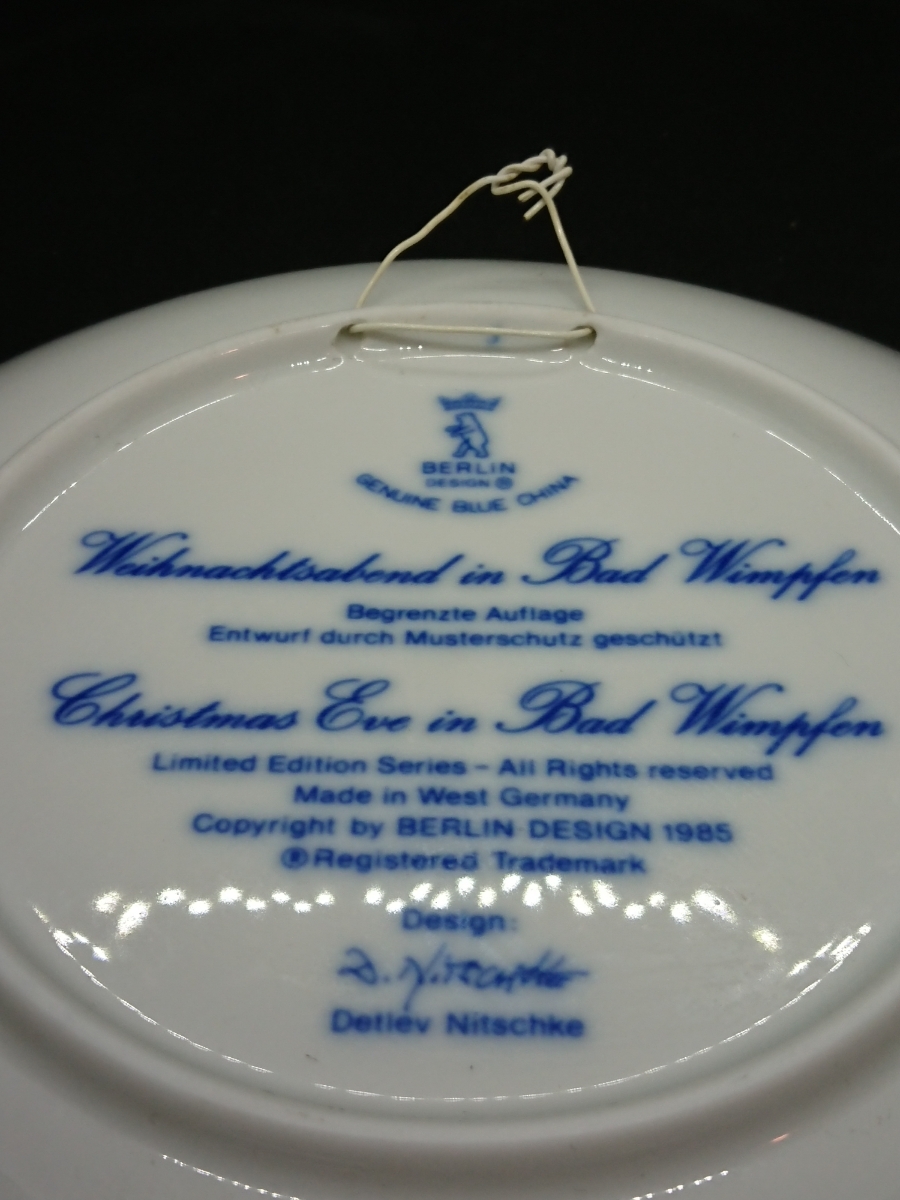 BERLIN
DESIGN ®
GENUINE BLUE CHINA
Weihnachtsabend in Bad Wimpfen
Begrenzte Auflage
Entwurf durch Musterschutz geschützt
Christmas Eve in Bad Wimpfen
Limited Edition Series – All Rights reserved
Made in West Germany
Copyright by BERLIN DESIGN 1985
® Registered Trademark
Design:
D. Nitschke
Detlev Nitschke